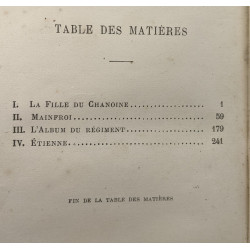 TABLE DES MATIÈRES
I. LA FILLE DU CHANOINE.................. 1
II. MAINFROI.............................. 59
III. L'ALBUM DU RÉGIMENT.................. 179
IV. ÉTIENNE............................... 241
FIN DE LA TABLE DES MATIÈRES